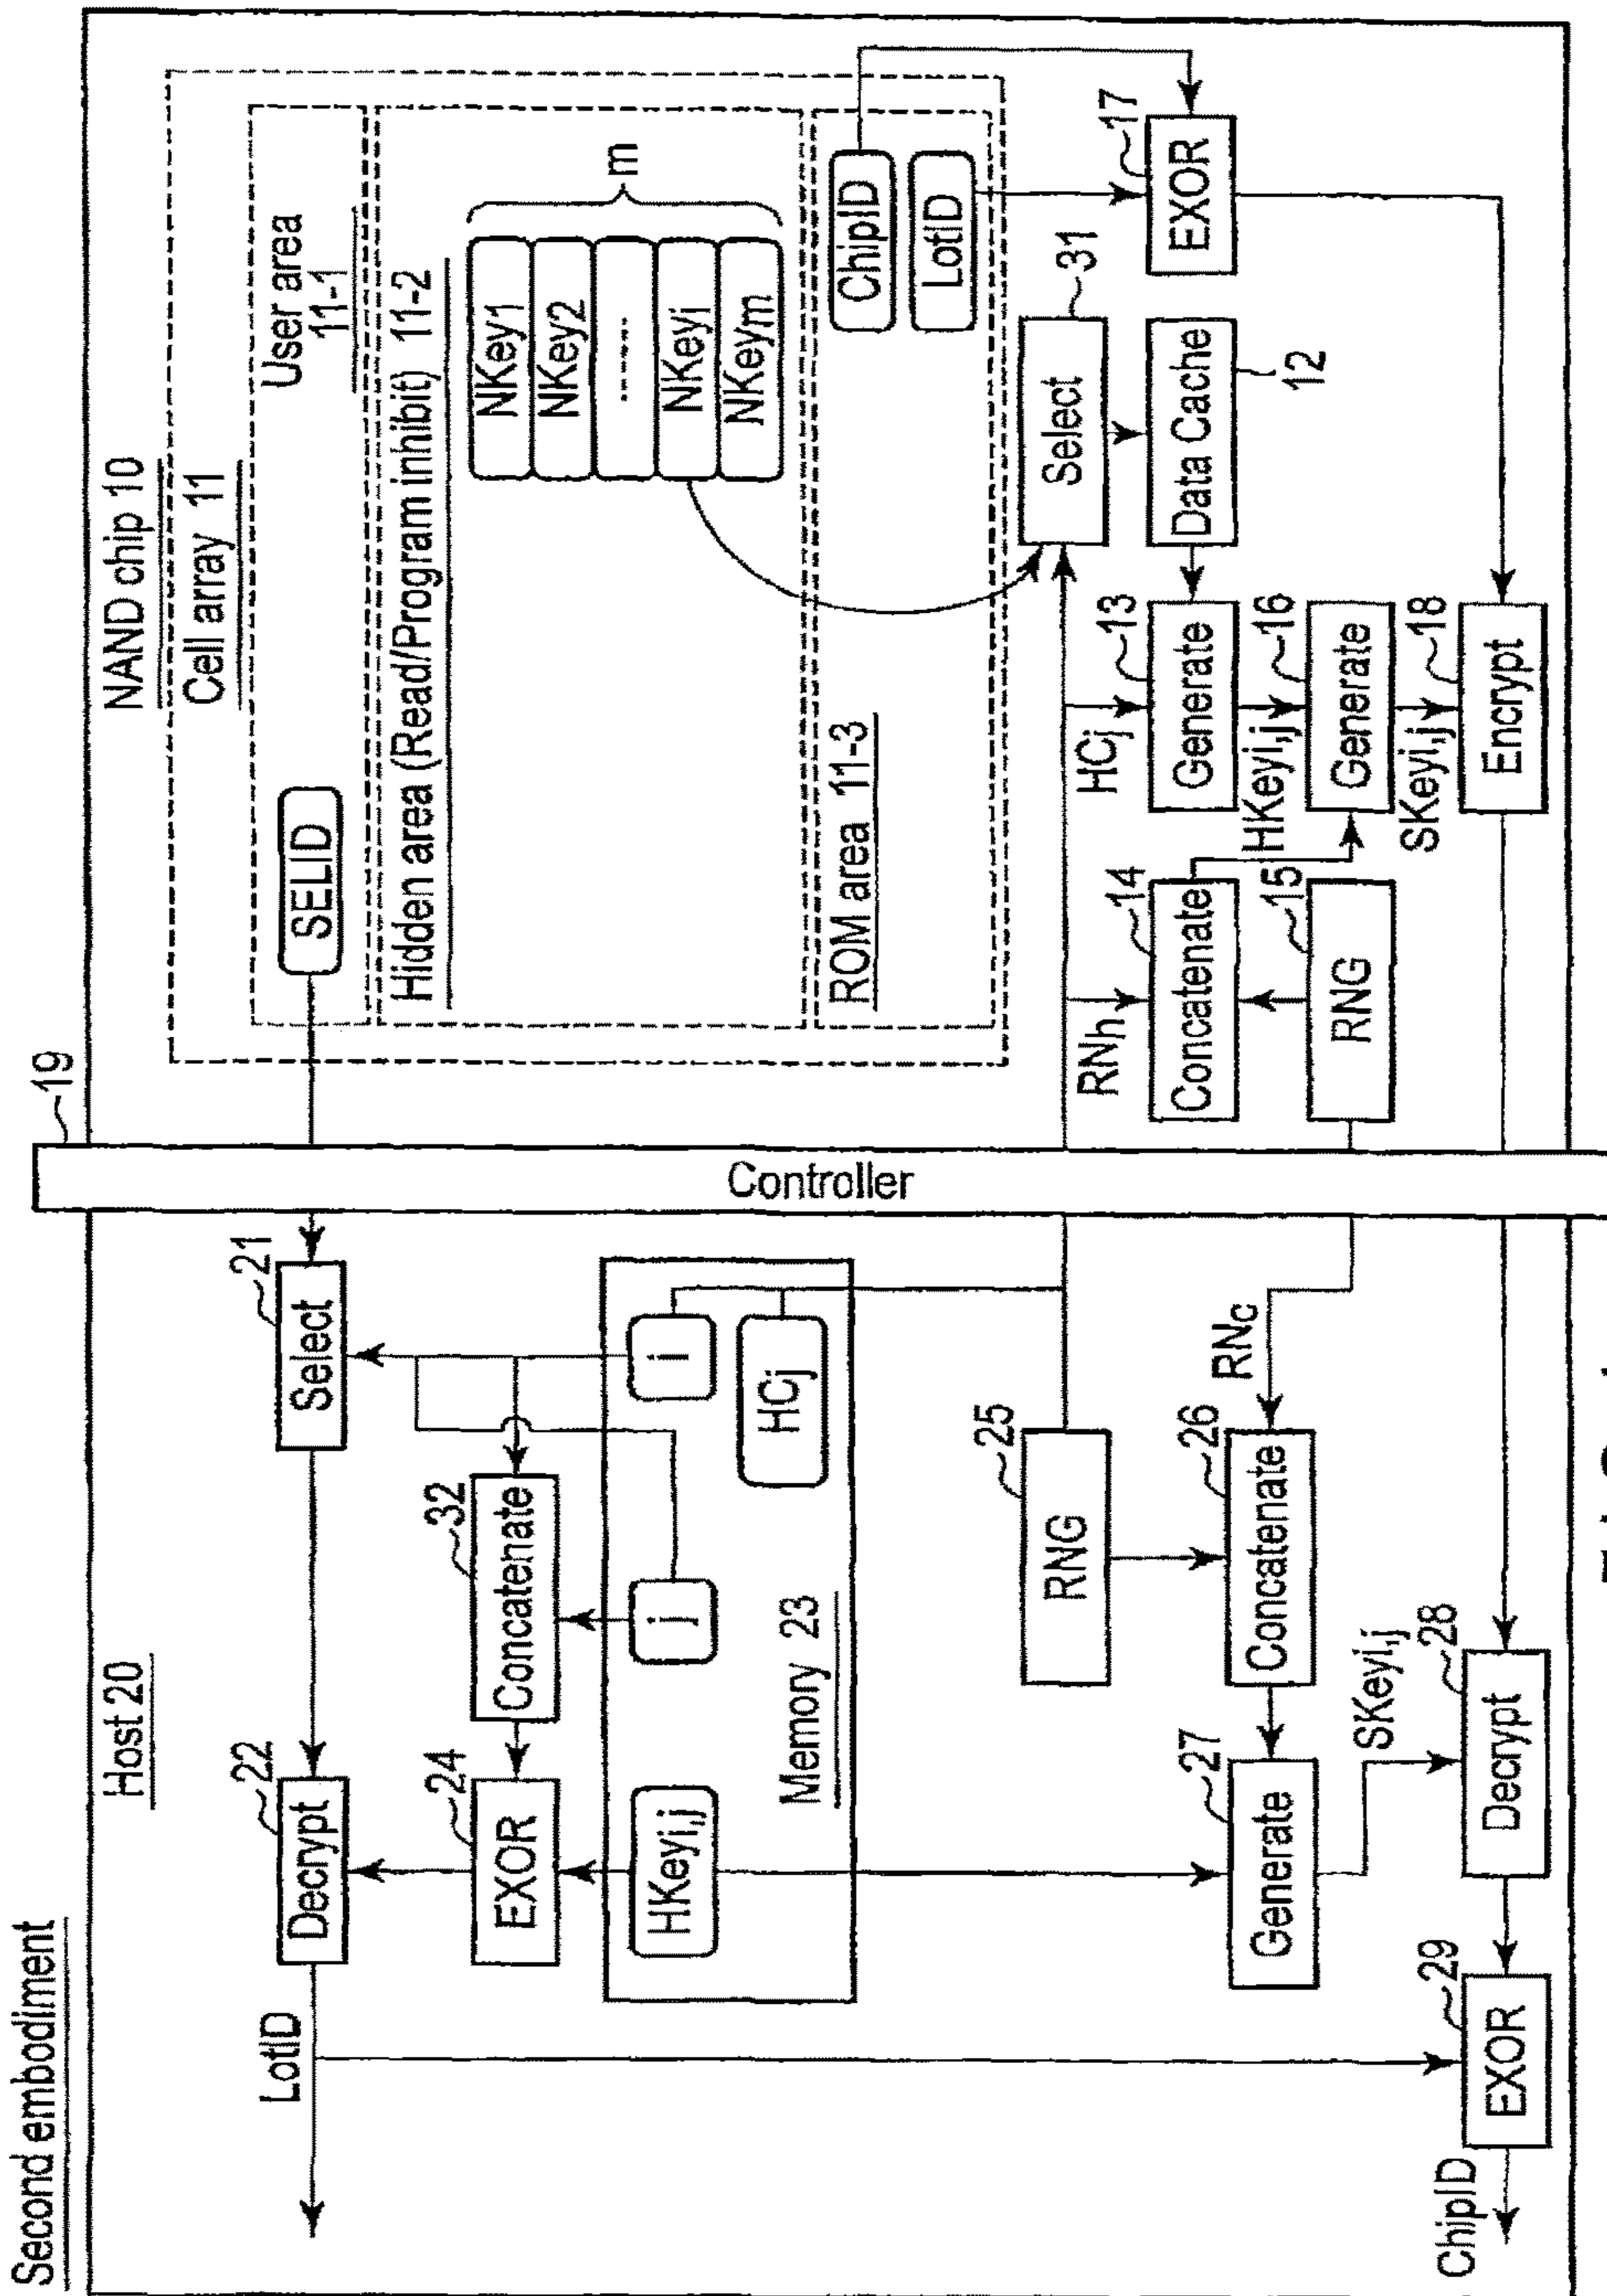 Second embodiment
Host 20
NAND chip 10
Cell array 11
User area
11-1
SELID
Hidden area (Read/Program inhibit) 11-2
NKey1
NKey2
......
NKeyi
NKeym
m
ROM area 11-3
ChipID
LotID
Controller
19
LotID
Decrypt
22
Select
21
EXOR
24
Concatenate
32
HKeyi,j
j
i
HCj
Memory 23
RNG
25
Generate
27
Concatenate
26
RNc
SKeyi,j
Decrypt
28
EXOR
29
ChipID
Select
31
Data Cache
12
HCj
Generate
13
HKeyi,j
Generate
16
SKeyi,j
Encrypt
18
RNh
Concatenate
14
RNG
15
EXOR
17